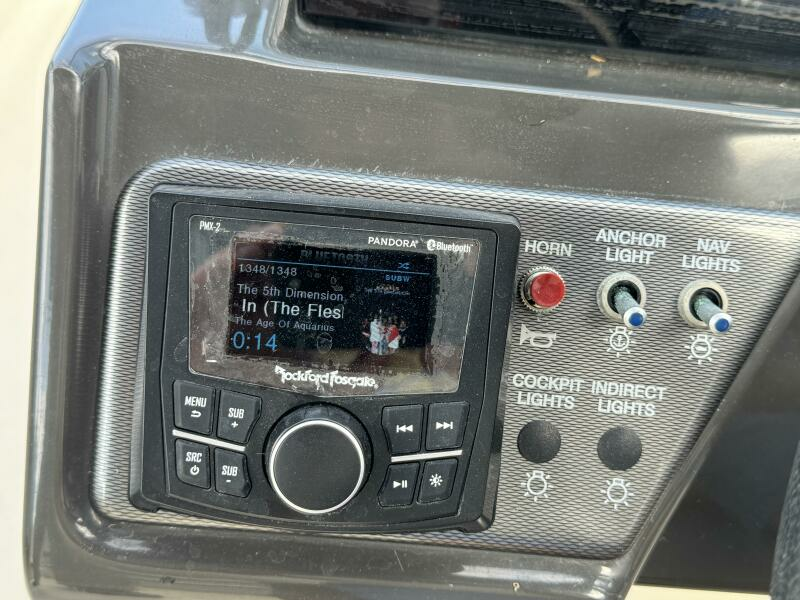 PMX-2
PANDORA® Bluetooth™
BLUETOOTH
1348/1348
SUBW
The 5th Dimension
In (The Fles
The Age Of Aquarius
0:14
Rockford Fosgate
MENU
SUB
+
SRC
SUB
-
HORN
ANCHOR
LIGHT
NAV
LIGHTS
COCKPIT
LIGHTS
INDIRECT
LIGHTS